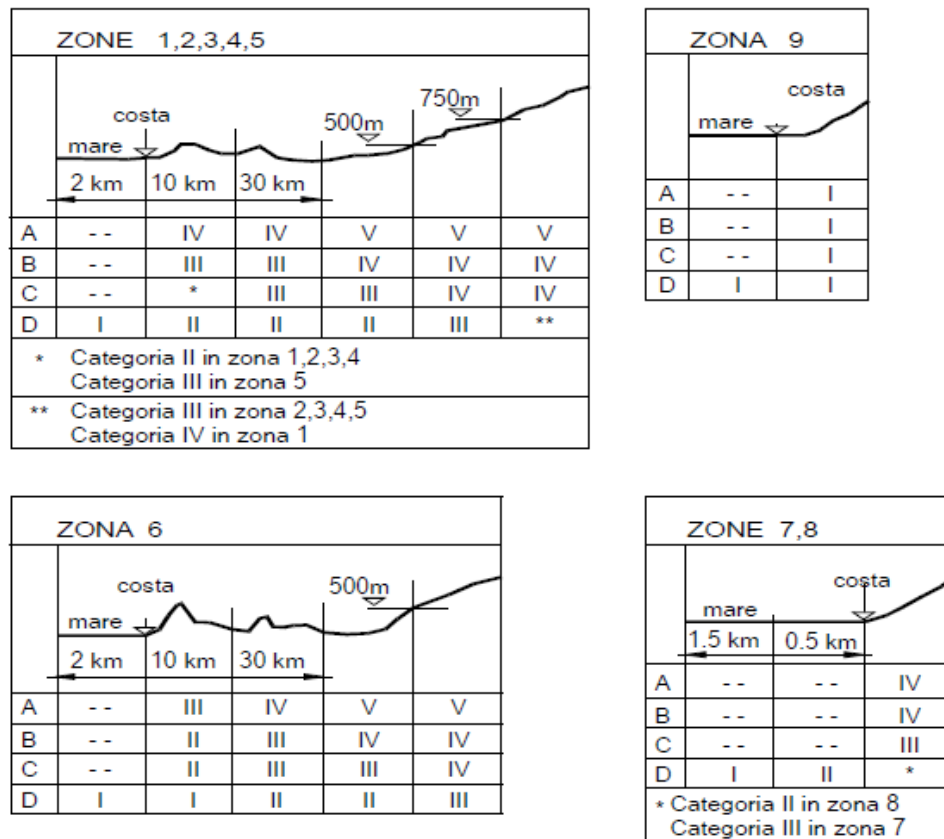 ZONE 1,2,3,4,5
costa
mare
500m
750m
2 km 10 km 30 km
A -- IV IV V V V
B -- III III IV IV IV
C -- * III III IV IV
D I II II II III **
* Categoria II in zona 1,2,3,4
Categoria III in zona 5
** Categoria III in zona 2,3,4,5
Categoria IV in zona 1
ZONA 9
costa
mare
A -- I
B -- I
C -- I
D I I
ZONA 6
costa
mare
500m
2 km 10 km 30 km
A -- III IV V V
B -- II III IV IV
C -- II III III IV
D I I II II III
ZONE 7,8
costa
mare
1.5 km 0.5 km
A -- -- IV
B -- -- IV
C -- -- III
D I II *
* Categoria II in zona 8
Categoria III in zona 7